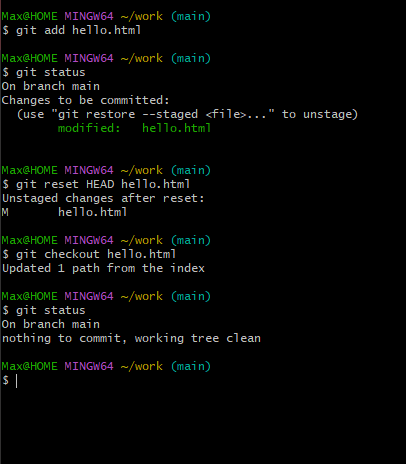 Max@HOME MINGW64 ~/work (main)
$ git add hello.html
Max@HOME MINGW64 ~/work (main)
$ git status
On branch main
Changes to be committed:
  (use "git restore --staged <file>..." to unstage)
        modified:   hello.html
Max@HOME MINGW64 ~/work (main)
$ git reset HEAD hello.html
Unstaged changes after reset:
M       hello.html
Max@HOME MINGW64 ~/work (main)
$ git checkout hello.html
Updated 1 path from the index
Max@HOME MINGW64 ~/work (main)
$ git status
On branch main
nothing to commit, working tree clean
Max@HOME MINGW64 ~/work (main)
$